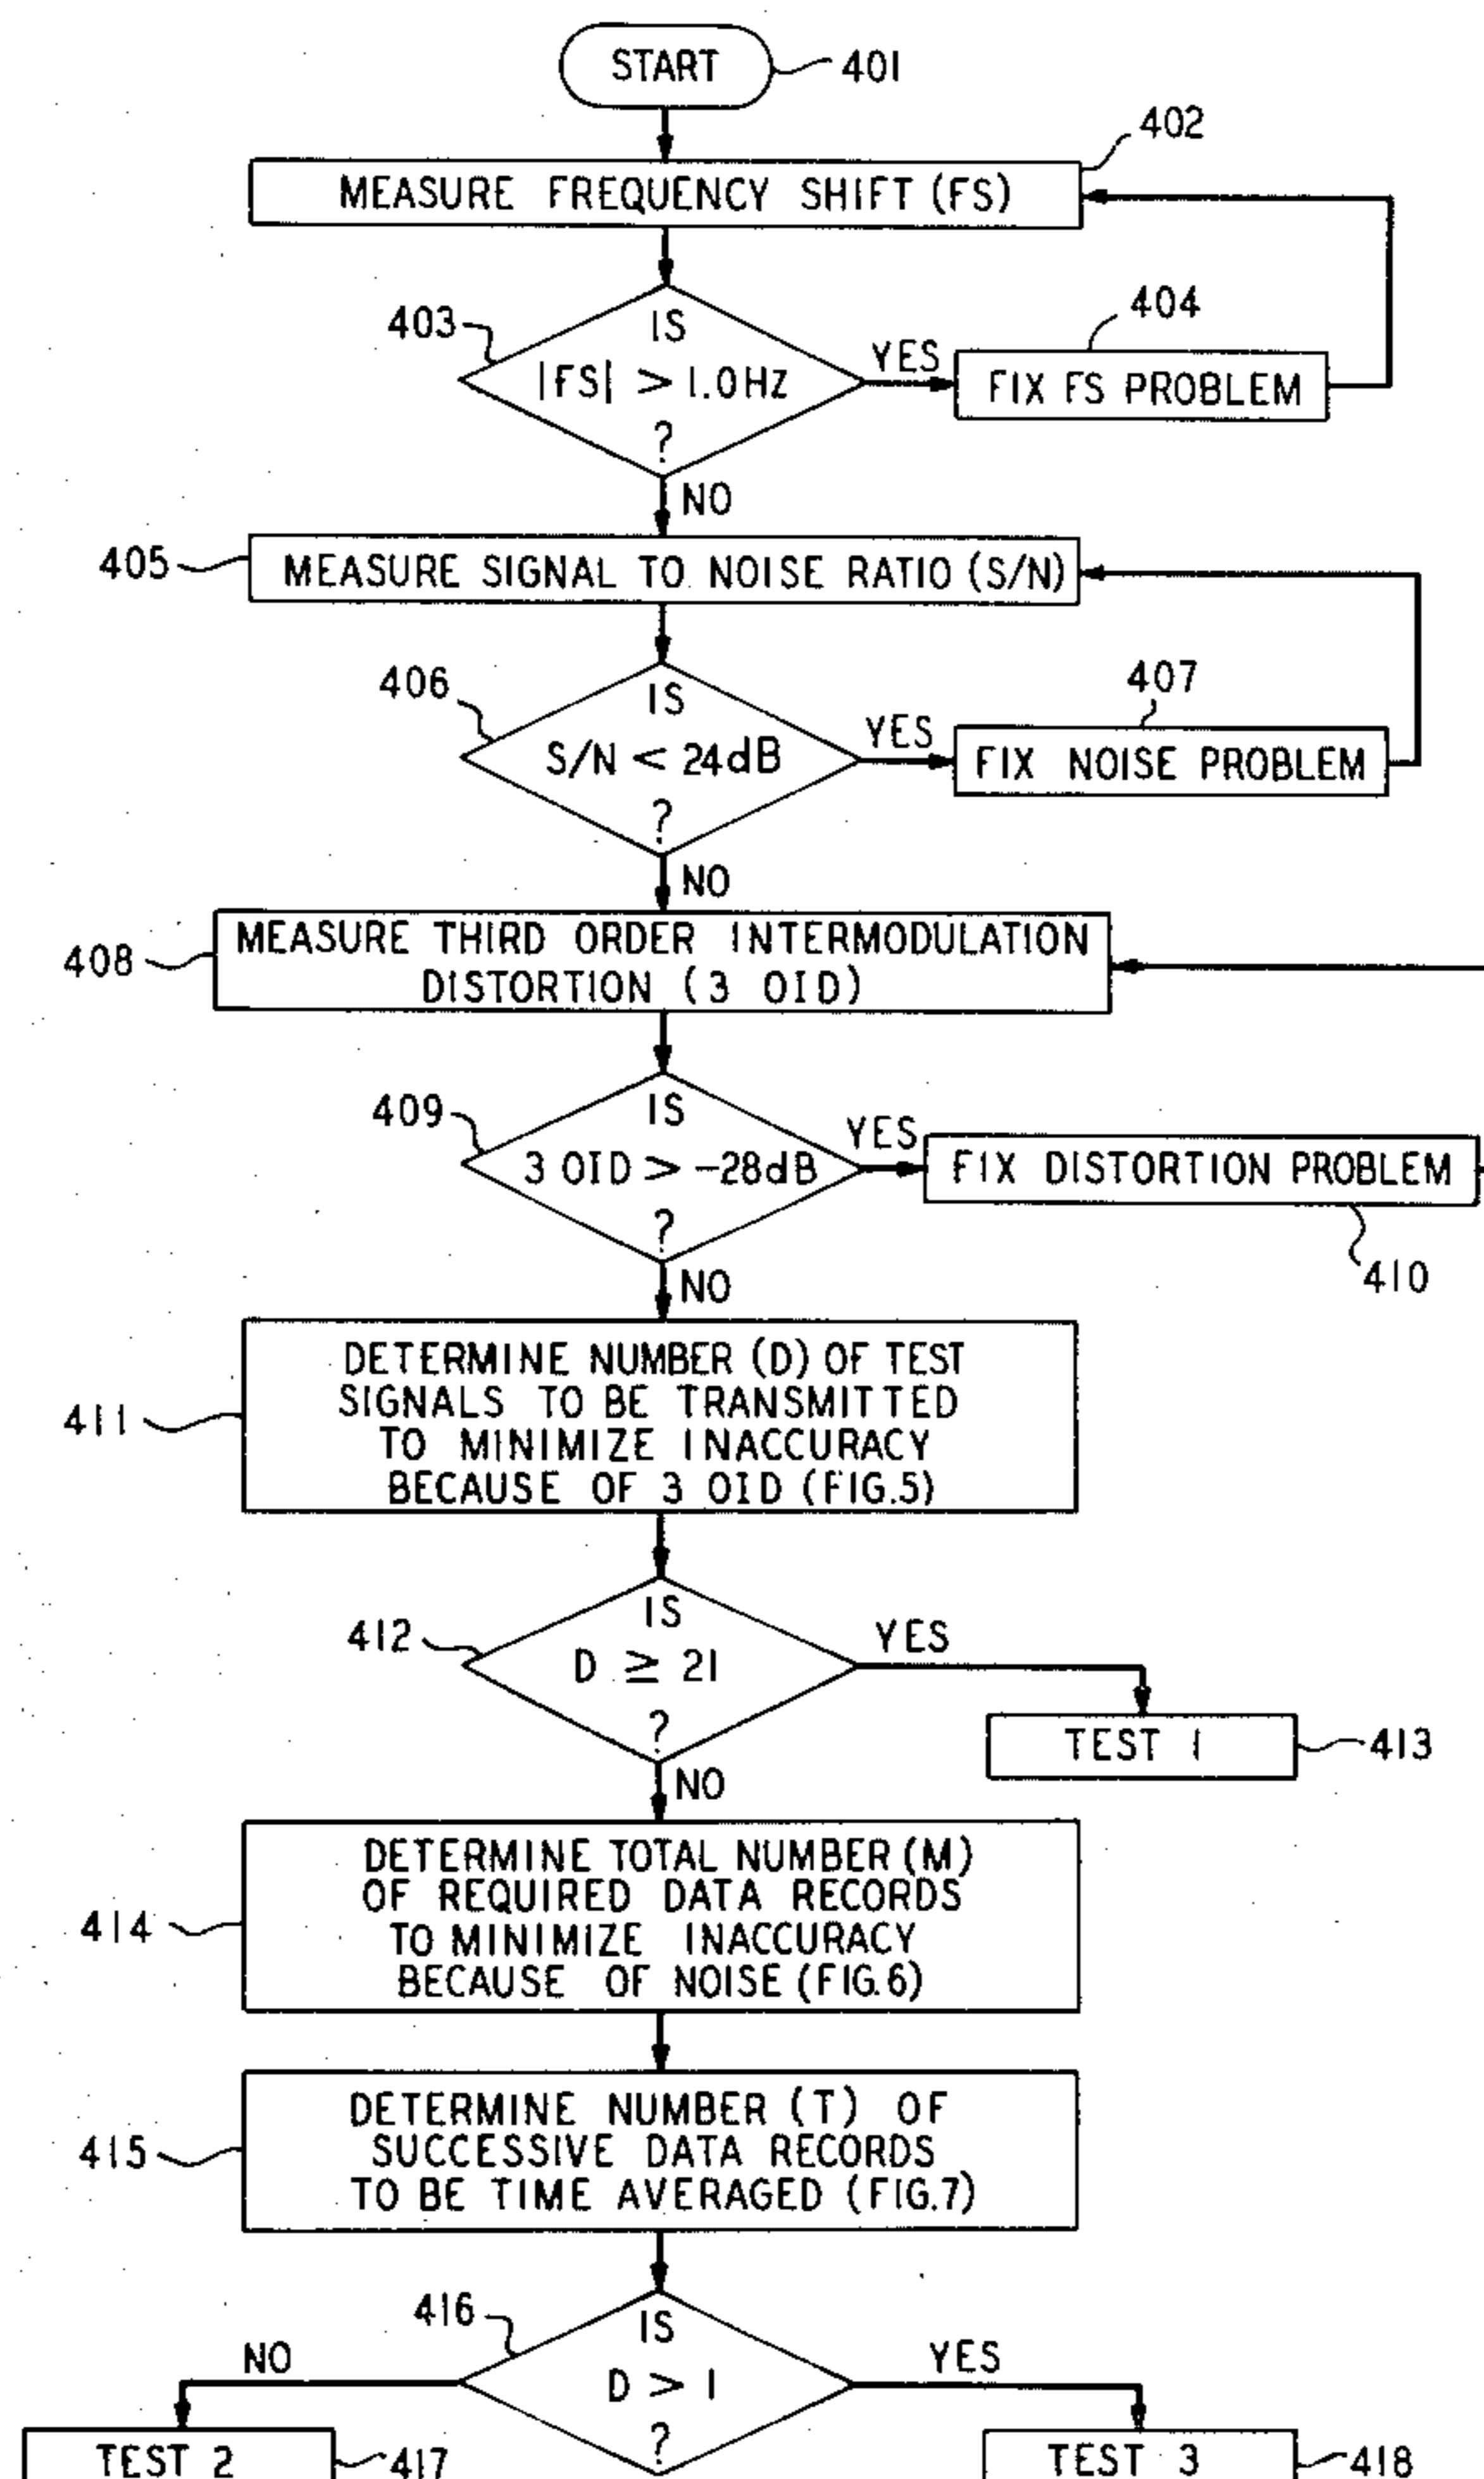 START
401
402
MEASURE FREQUENCY SHIFT (FS)
403
IS
|FS| > 1.0HZ
?
YES
404
FIX FS PROBLEM
NO
405
MEASURE SIGNAL TO NOISE RATIO (S/N)
406
IS
S/N < 24dB
?
YES
407
FIX NOISE PROBLEM
NO
408
MEASURE THIRD ORDER INTERMODULATION
DISTORTION (3 OID)
409
IS
3 OID > -28dB
?
YES
FIX DISTORTION PROBLEM
410
NO
411
DETERMINE NUMBER (D) OF TEST
SIGNALS TO BE TRANSMITTED
TO MINIMIZE INACCURACY
BECAUSE OF 3 OID (FIG.5)
412
IS
D ≥ 21
?
YES
TEST 1
413
NO
414
DETERMINE TOTAL NUMBER (M)
OF REQUIRED DATA RECORDS
TO MINIMIZE INACCURACY
BECAUSE OF NOISE (FIG.6)
415
DETERMINE NUMBER (T) OF
SUCCESSIVE DATA RECORDS
TO BE TIME AVERAGED (FIG.7)
416
IS
D > 1
?
NO
YES
TEST 2
417
TEST 3
418